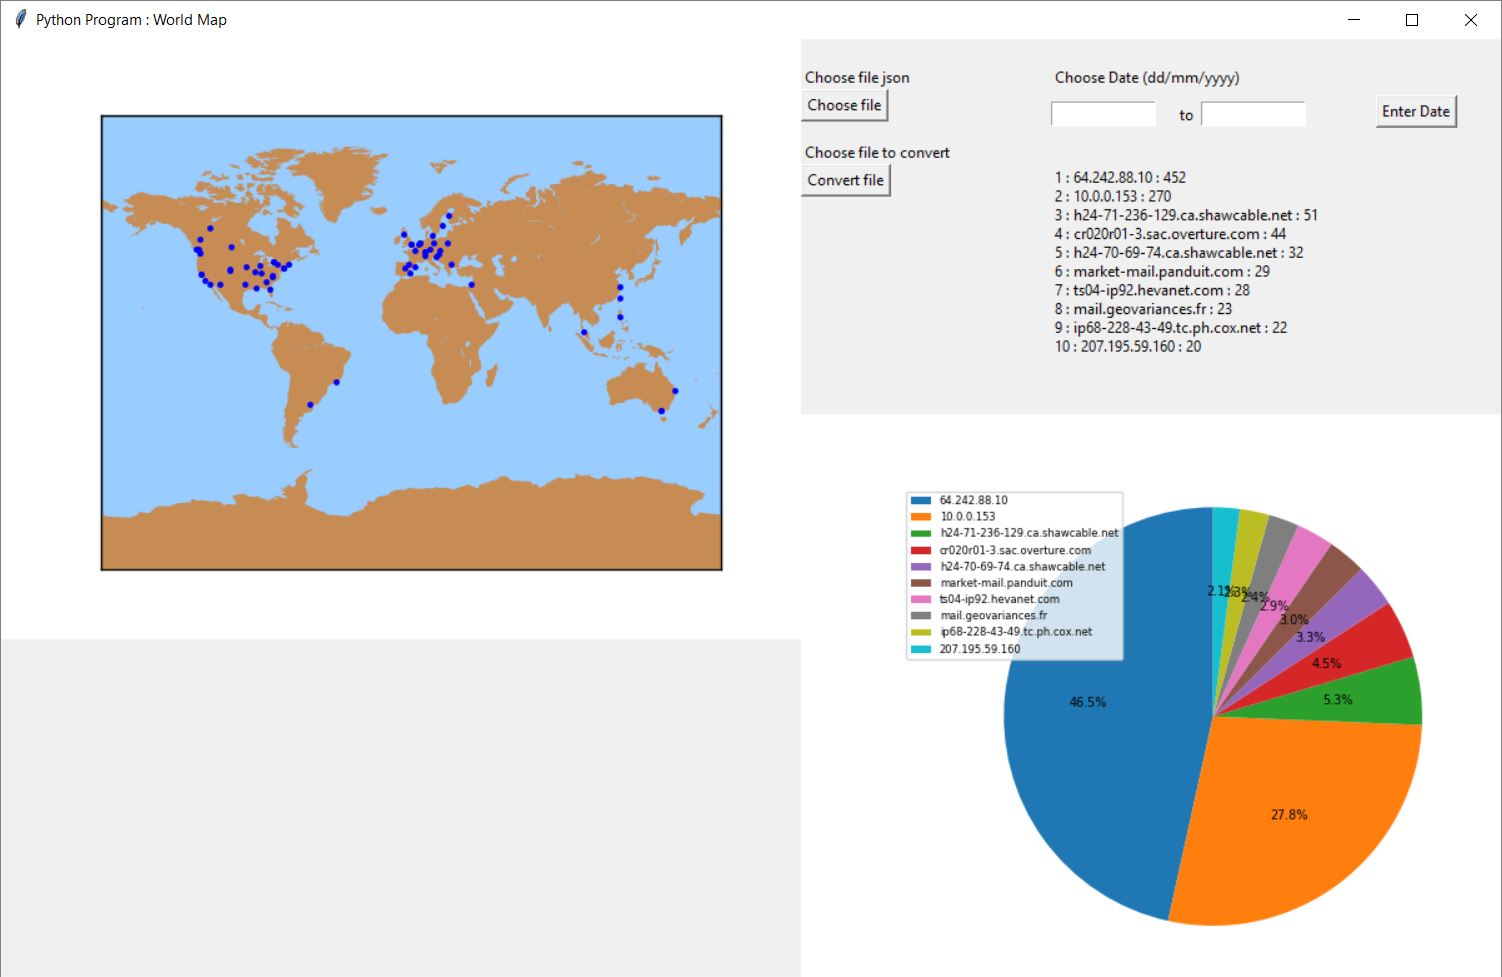 Python Program : World Map
Choose file json
Choose Date (dd/mm/yyyy)
Choose file
to
Enter Date
Choose file to convert
Convert file
1 : 64.242.88.10 : 452
2 : 10.0.0.153 : 270
3 : h24-71-236-129.ca.shawcable.net : 51
4 : cr020r01-3.sac.overture.com : 44
5 : h24-70-69-74.ca.shawcable.net : 32
6 : market-mail.panduit.com : 29
7 : ts04-ip92.hevanet.com : 28
8 : mail.geovariances.fr : 23
9 : ip68-228-43-49.tc.ph.cox.net : 22
10 : 207.195.59.160 : 20
64.242.88.10
10.0.0.153
h24-71-236-129.ca.shawcable.net
cr020r01-3.sac.overture.com
h24-70-69-74.ca.shawcable.net
market-mail.panduit.com
ts04-ip92.hevanet.com
mail.geovariances.fr
ip68-228-43-49.tc.ph.cox.net
207.195.59.160
2.1%
2.3%
2.4%
2.9%
3.0%
3.3%
4.5%
5.3%
46.5%
27.8%